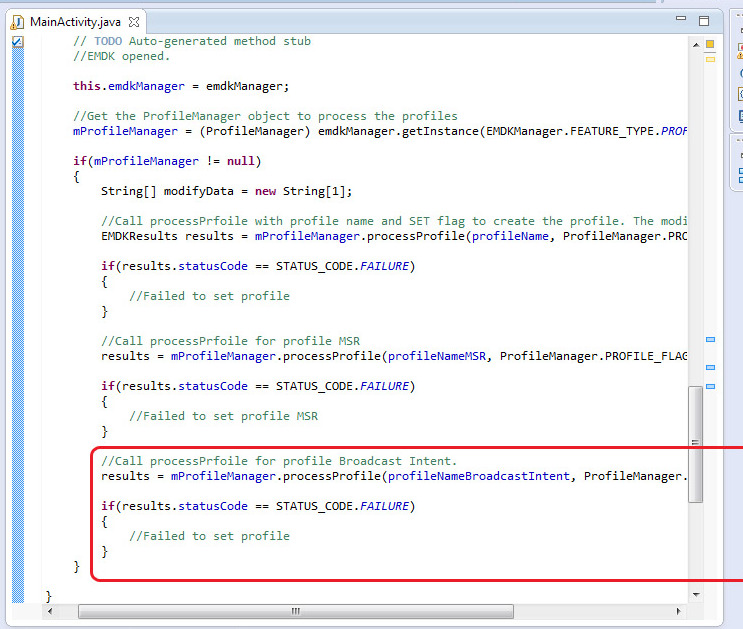 MainActivity.java
// TODO Auto-generated method stub
//EMDK opened.
this.emdkManager = emdkManager;
//Get the ProfileManager object to process the profiles
mProfileManager = (ProfileManager) emdkManager.getInstance(EMDKManager.FEATURE_TYPE.PROF
if(mProfileManager != null)
{
String[] modifyData = new String[1];
//Call processPrfoile with profile name and SET flag to create the profile. The modi
EMDKResults results = mProfileManager.processProfile(profileName, ProfileManager.PRO
if(results.statusCode == STATUS_CODE.FAILURE)
{
//Failed to set profile
}
//Call processPrfoile for profile MSR
results = mProfileManager.processProfile(profileNameMSR, ProfileManager.PROFILE_FLAG
if(results.statusCode == STATUS_CODE.FAILURE)
{
//Failed to set profile MSR
}
//Call processPrfoile for profile Broadcast Intent.
results = mProfileManager.processProfile(profileNameBroadcastIntent, ProfileManager.
if(results.statusCode == STATUS_CODE.FAILURE)
{
//Failed to set profile
}
}
}